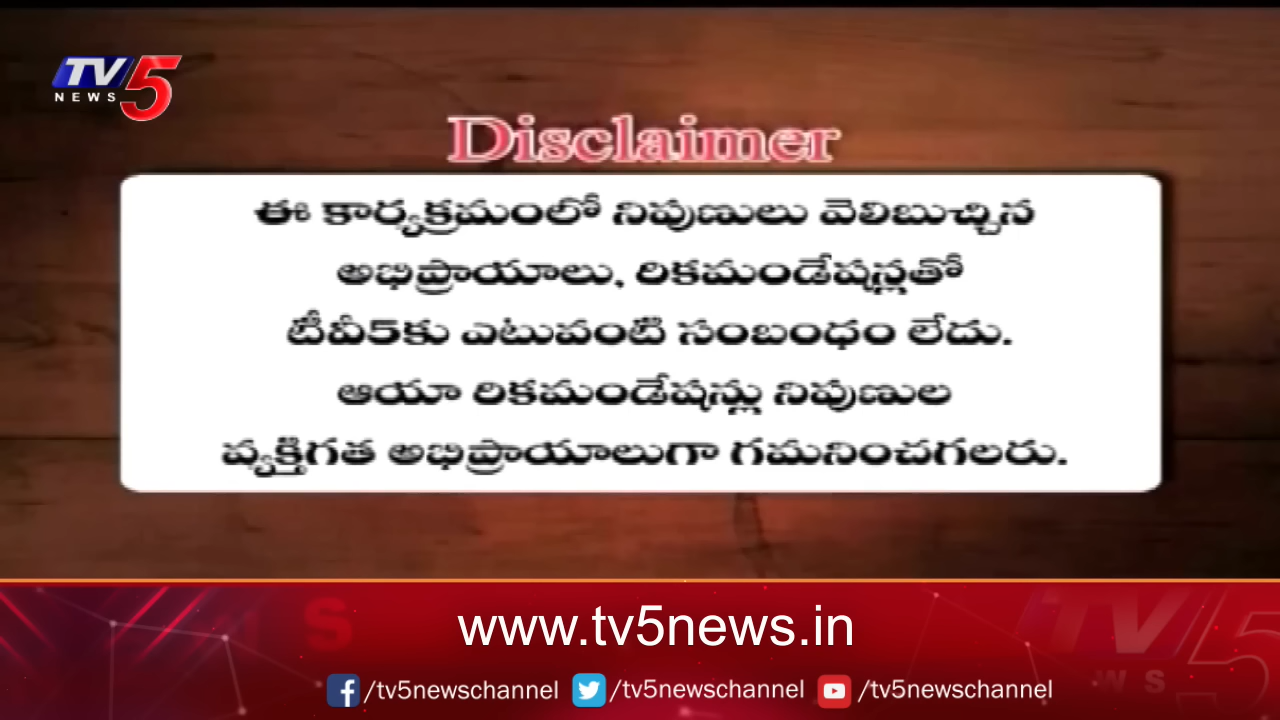 TV5
NEWS
Disclaimer
ఈ కార్యక్రమంలో నిపుణులు వెలిబుచ్చిన
అభిప్రాయాలు, రికమండేషన్లతో
టీవీ5కు ఎటువంటి సంబంధం లేదు.
ఆయా రికమండేషన్లు నిపుణుల
వ్యక్తిగత అభిప్రాయాలుగా గమనించగలరు.
www.tv5news.in
/tv5newschannel /tv5newschannel /tv5newschannel